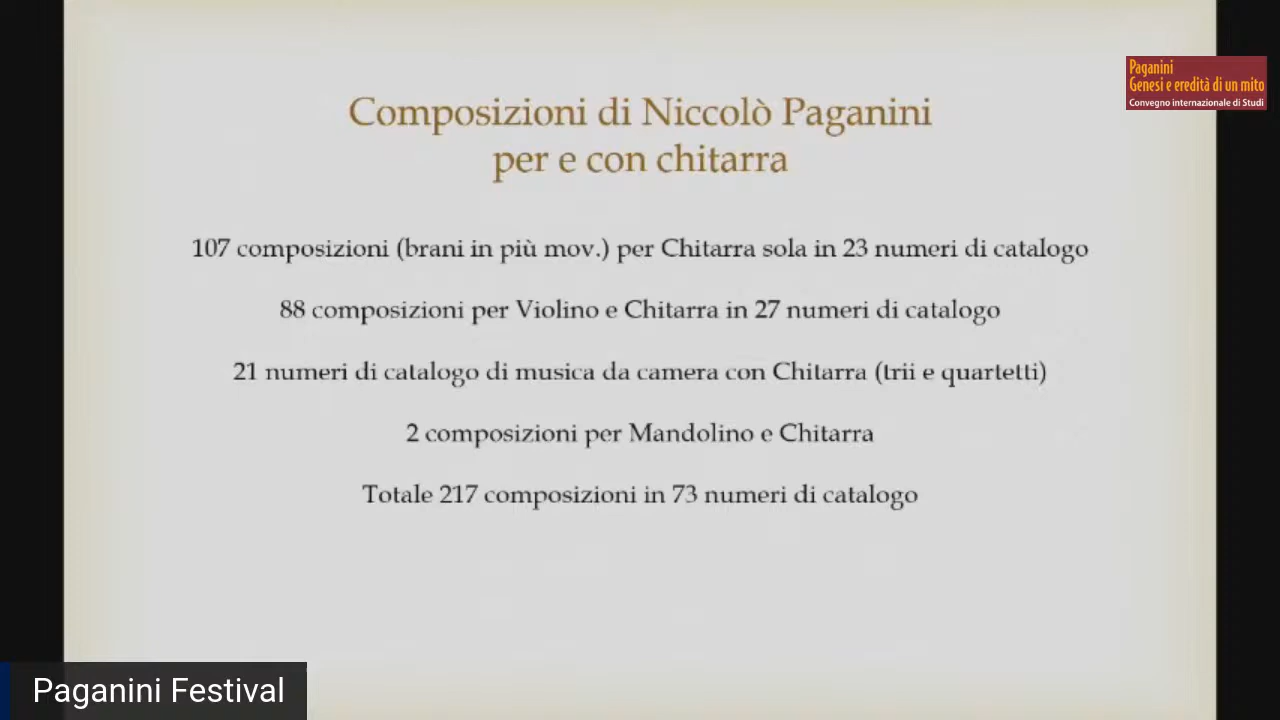 Paganini
Genesi e eredità di un mito
Convegno internazionale di Studi
Composizioni di Niccolò Paganini
per e con chitarra
107 composizioni (brani in più mov.) per Chitarra sola in 23 numeri di catalogo
88 composizioni per Violino e Chitarra in 27 numeri di catalogo
21 numeri di catalogo di musica da camera con Chitarra (trii e quartetti)
2 composizioni per Mandolino e Chitarra
Totale 217 composizioni in 73 numeri di catalogo
Paganini Festival